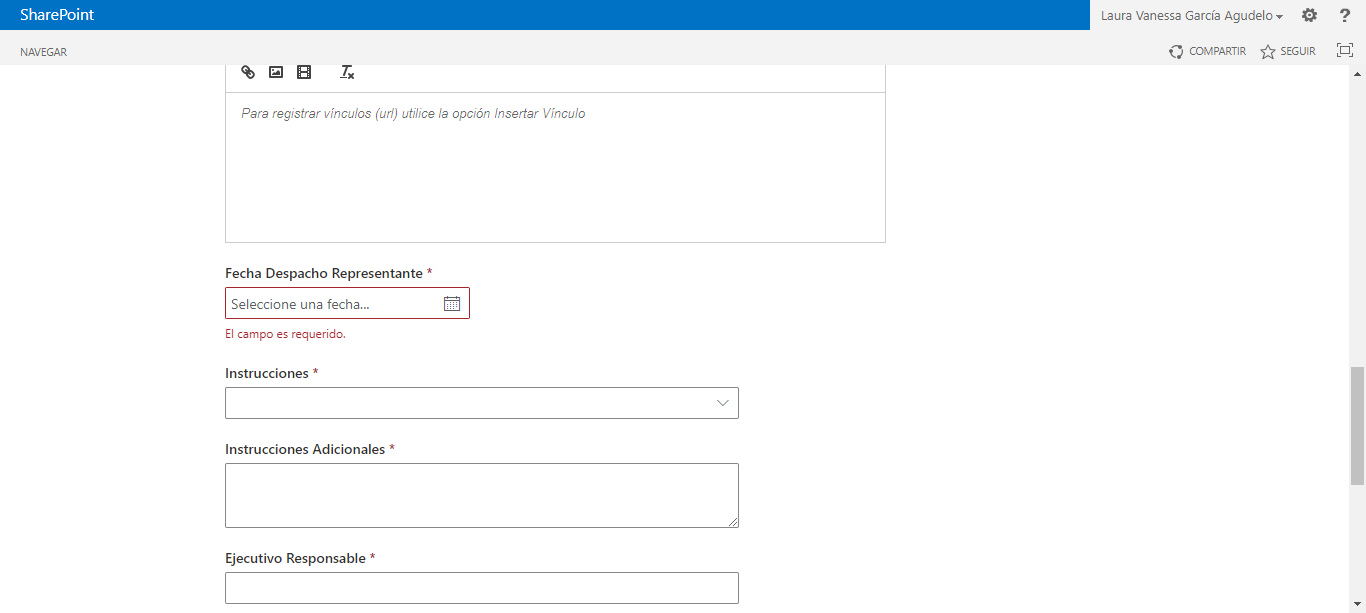 SharePoint
Laura Vanessa García Agudelo
?
NAVEGAR
COMPARTIR
SEGUIR
Para registrar vínculos (url) utilice la opción Insertar Vínculo
Fecha Despacho Representante *
Seleccione una fecha...
El campo es requerido.
Instrucciones *
Instrucciones Adicionales *
Ejecutivo Responsable *